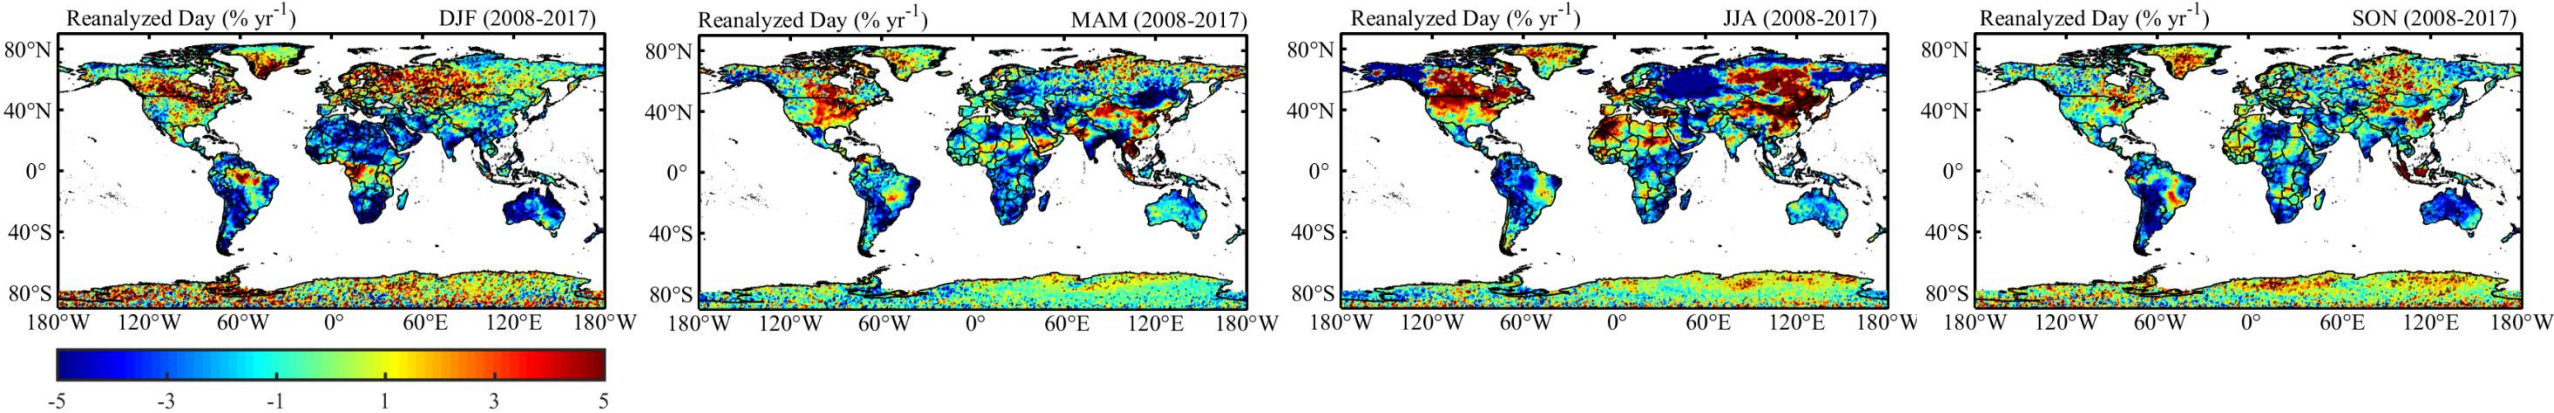 Reanalyzed Day (% yr⁻¹) DJF (2008-2017)
80°N
40°N
0°
40°S
80°S
180°W 120°W 60°W 0° 60°E 120°E 180°W
-5 -3 -1 1 3 5
Reanalyzed Day (% yr⁻¹) MAM (2008-2017)
80°N
40°N
0°
40°S
80°S
180°W 120°W 60°W 0° 60°E 120°E 180°W
Reanalyzed Day (% yr⁻¹) JJA (2008-2017)
80°N
40°N
0°
40°S
80°S
180°W 120°W 60°W 0° 60°E 120°E 180°W
Reanalyzed Day (% yr⁻¹) SON (2008-2017)
80°N
40°N
0°
40°S
80°S
180°W 120°W 60°W 0° 60°E 120°E 180°W